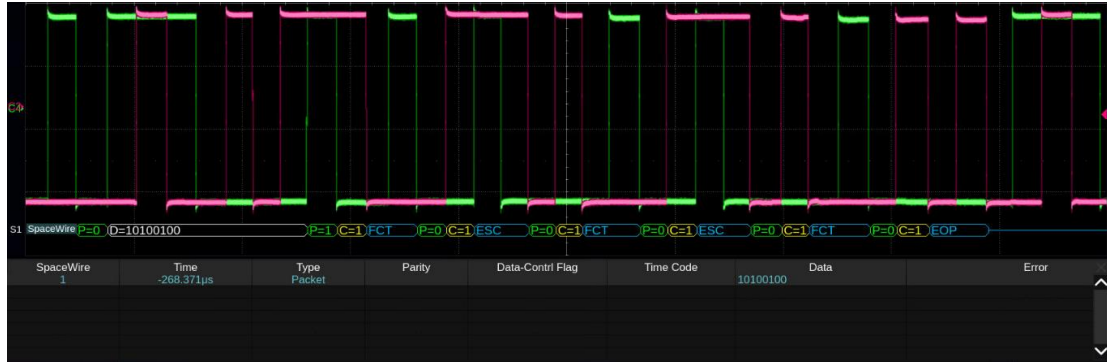 C4
S1 SpaceWire P=0 D=10100100 P=1 C=1 FCT P=0 C=1 ESC P=0 C=1 FCT P=0 C=1 ESC P=0 C=1 FCT P=0 C=1 EOP
SpaceWire Time Type Parity Data-Contrl Flag Time Code Data Error
1 -268.371μs Packet 10100100